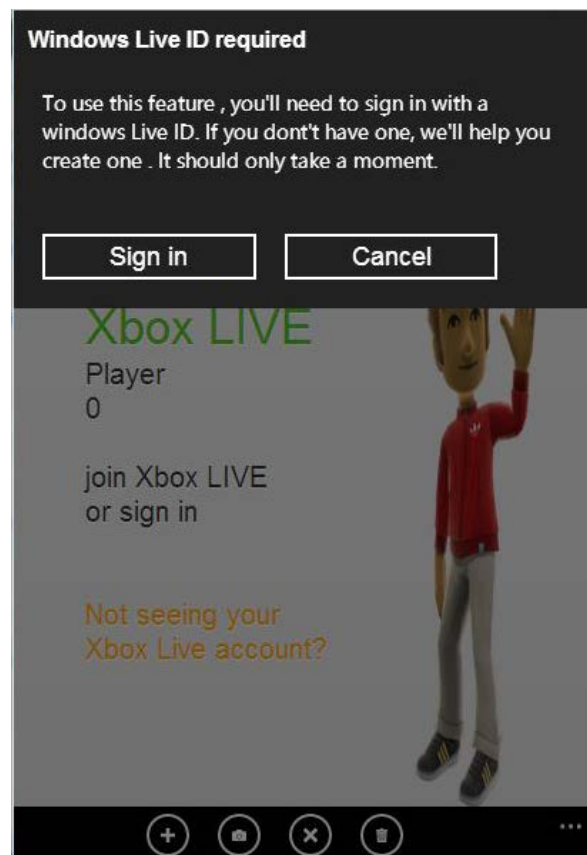 Windows Live ID required
To use this feature , you'll need to sign in with a
windows Live ID. If you dont't have one, we'll help you
create one . It should only take a moment.
Sign in
Cancel
Xbox LIVE
Player
0
join Xbox LIVE
or sign in
Not seeing your
Xbox Live account?